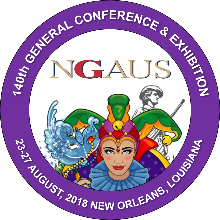 140th GENERAL CONFERENCE & EXHIBITION
NGAUS
23-27 AUGUST, 2018 NEW ORLEANS, LOUISIANA